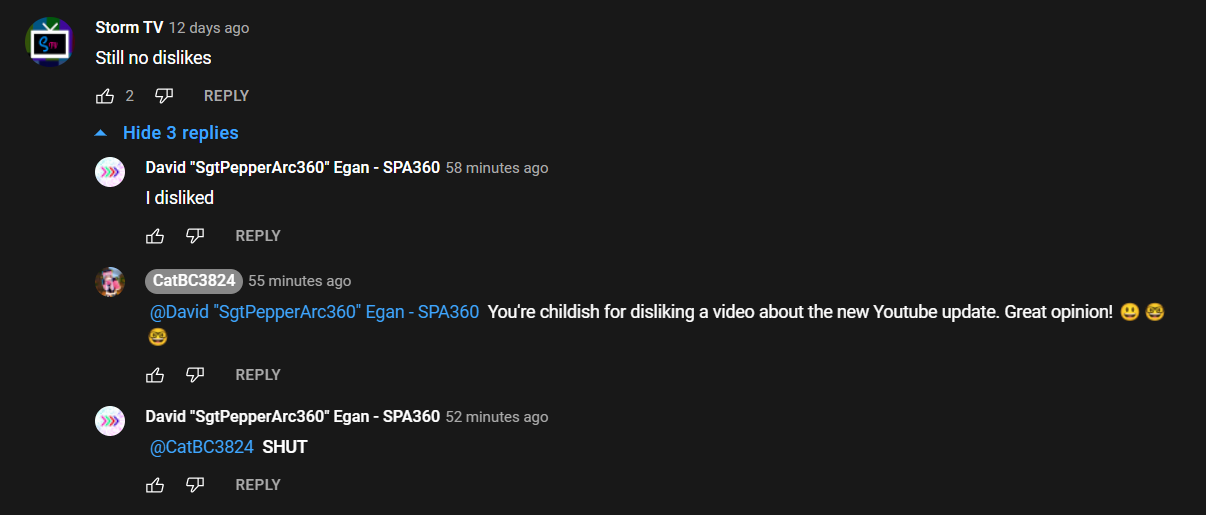 Storm TV 12 days ago
Still no dislikes
2 REPLY
Hide 3 replies
David "SgtPepperArc360" Egan - SPA360 58 minutes ago
I disliked
REPLY
CatBC3824 55 minutes ago
@David "SgtPepperArc360" Egan - SPA360 You're childish for disliking a video about the new Youtube update. Great opinion! 😃 🤓
🤓
REPLY
David "SgtPepperArc360" Egan - SPA360 52 minutes ago
@CatBC3824 SHUT
REPLY